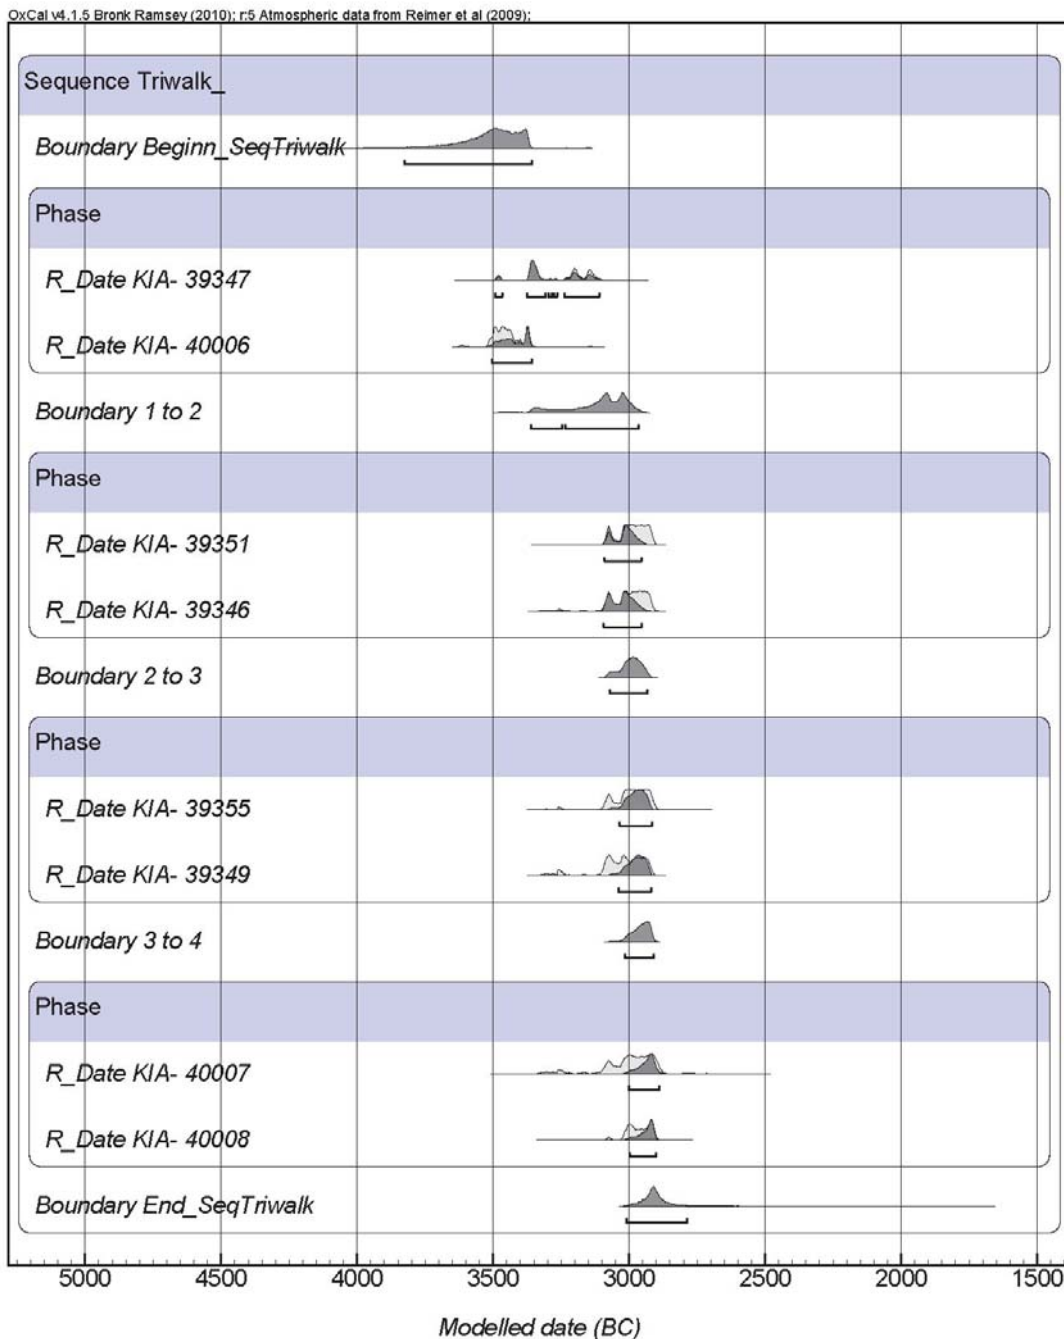 OxCal v4.1.5 Bronk Ramsey (2010); r:5 Atmospheric data from Reimer et al (2009);
Sequence Triwalk_
Boundary Beginn_SeqTriwalk
Phase
R_Date KIA- 39347
R_Date KIA- 40006
Boundary 1 to 2
Phase
R_Date KIA- 39351
R_Date KIA- 39346
Boundary 2 to 3
Phase
R_Date KIA- 39355
R_Date KIA- 39349
Boundary 3 to 4
Phase
R_Date KIA- 40007
R_Date KIA- 40008
Boundary End_SeqTriwalk
5000 4500 4000 3500 3000 2500 2000 1500
Modelled date (BC)